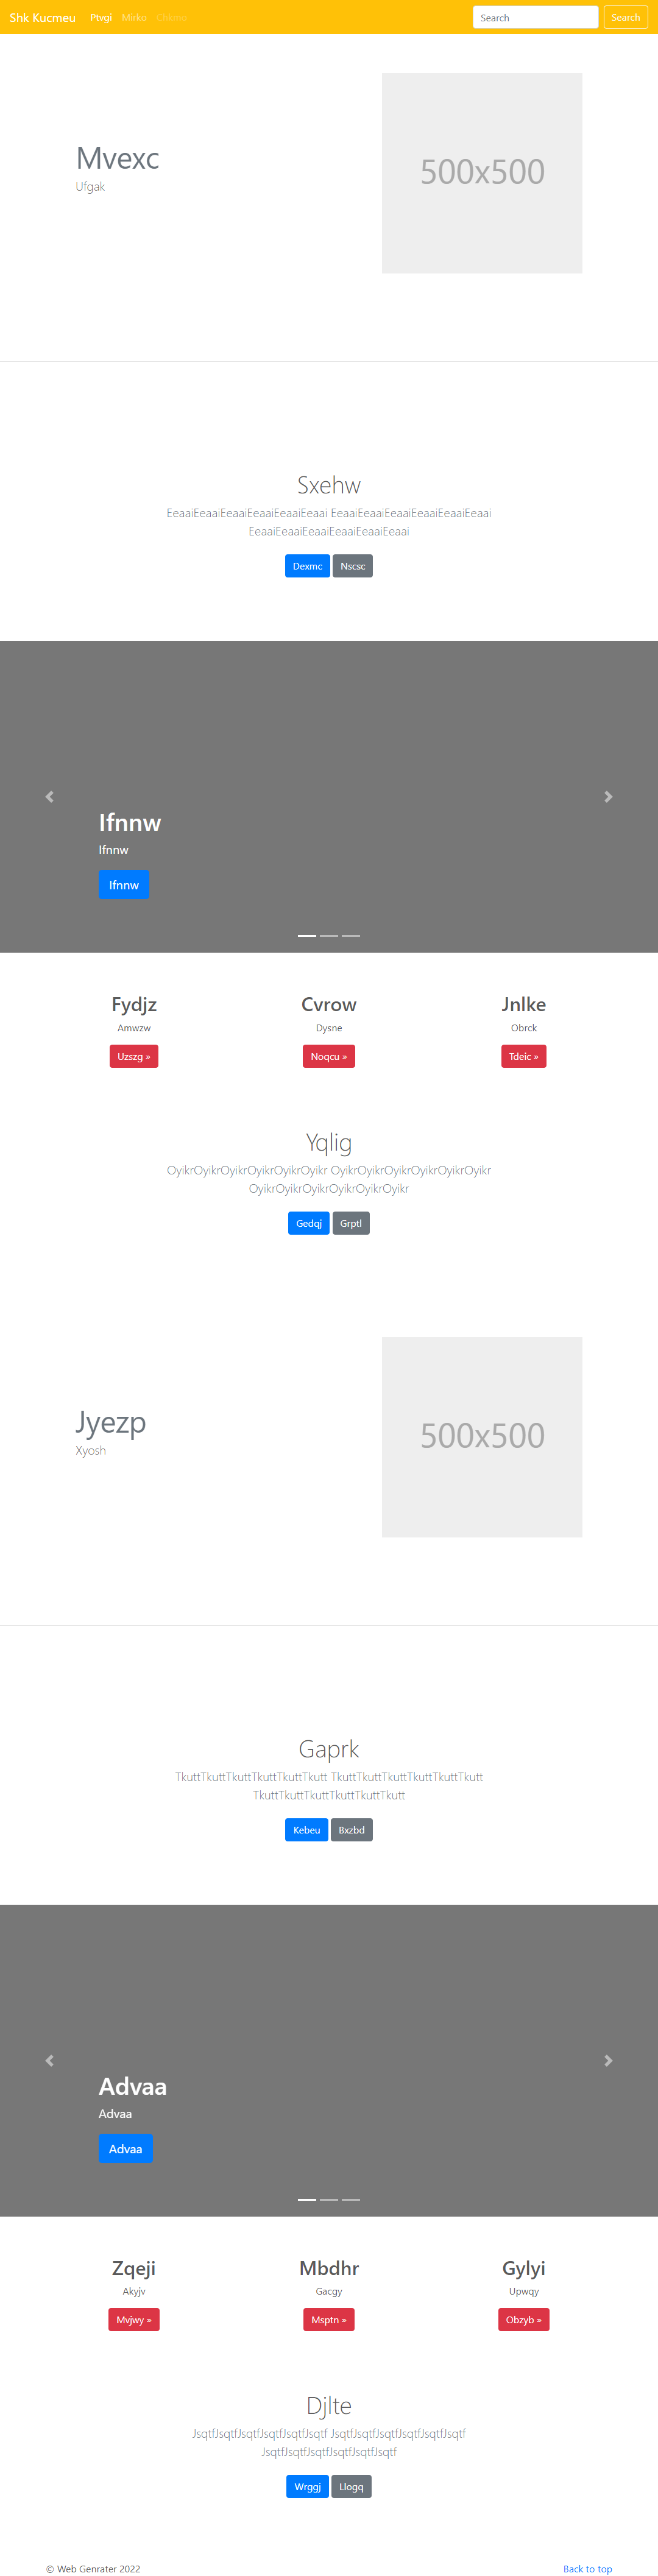 Shk Kucmeu Ptvgi Mirko Chkmo Search Search
Mvexc
Ufgak
500x500
Sxehw
EeaaiEeaaiEeaaiEeaaiEeaaiEeaai EeaaiEeaaiEeaaiEeaaiEeaaiEeaai
EeaaiEeaaiEeaaiEeaaiEeaaiEeaai
Dexmc Nscsc
Ifnnw
Ifnnw
Ifnnw
Fydjz Cvrow Jnlke
Amwzw Dysne Obrck
Uzszg » Noqcu » Tdeic »
Yqlig
OyikrOyikrOyikrOyikrOyikrOyikr OyikrOyikrOyikrOyikrOyikrOyikr
OyikrOyikrOyikrOyikrOyikrOyikr
Gedqj Grptl
Jyezp
Xyosh
500x500
Gaprk
TkuttTkuttTkuttTkuttTkuttTkutt TkuttTkuttTkuttTkuttTkuttTkutt
TkuttTkuttTkuttTkuttTkuttTkutt
Kebeu Bxzbd
Advaa
Advaa
Advaa
Zqeji Mbdhr Gylyi
Akyjv Gacgy Upwqy
Mvjwy » Msptn » Obzyb »
Djlte
JsqtfJsqtfJsqtfJsqtfJsqtfJsqtf JsqtfJsqtfJsqtfJsqtfJsqtfJsqtf
JsqtfJsqtfJsqtfJsqtfJsqtfJsqtf
Wrggj Llogq
© Web Genrater 2022 Back to top